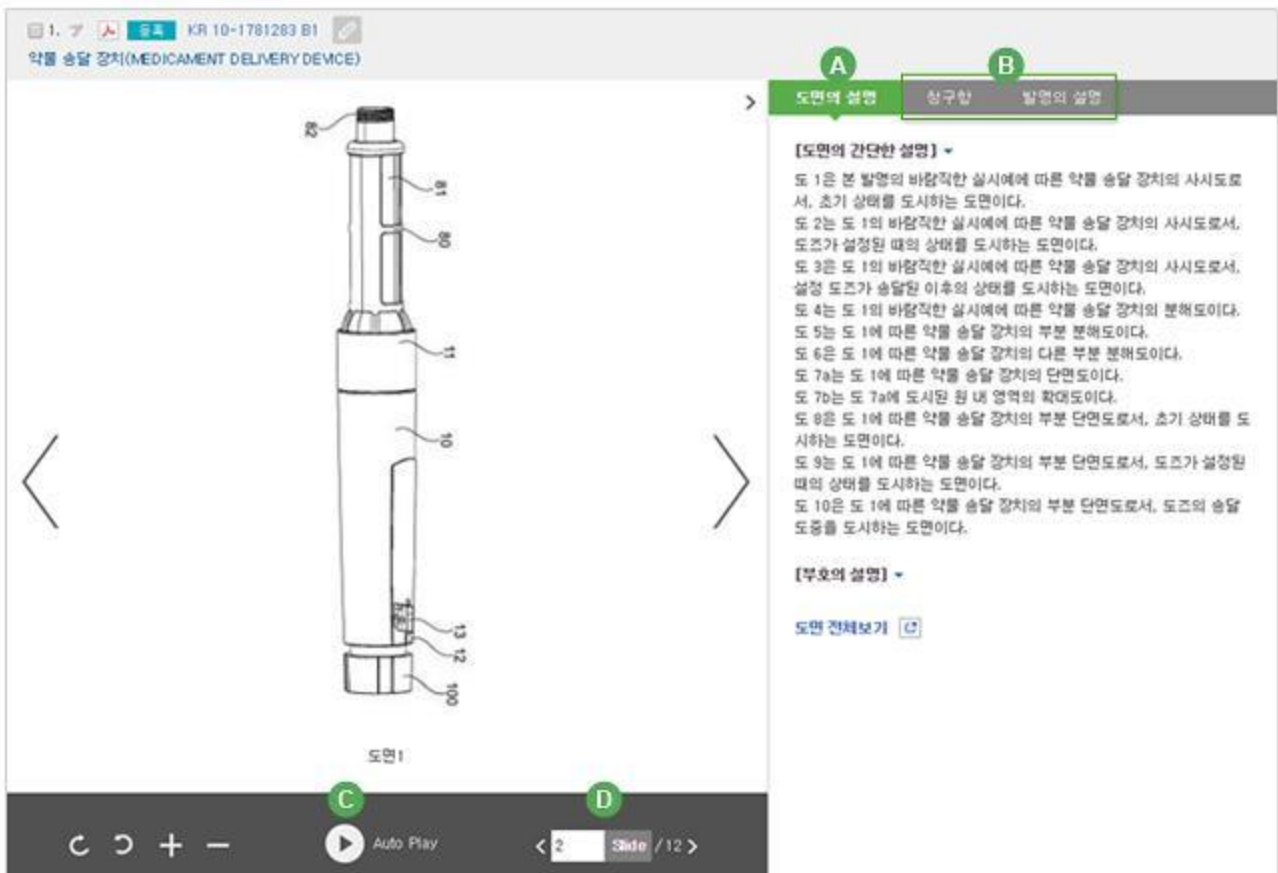 1. 등록 KR 10-1781283 B1
약물 송달 장치(MEDICAMENT DELIVERY DEVICE)
A
B
도면의 설명 청구항 발명의 설명
[도면의 간단한 설명]
도 1은 본 발명의 바람직한 실시예에 따른 약물 송달 장치의 사시도로
서, 초기 상태를 도시하는 도면이다.
도 2는 도 1의 바람직한 실시예에 따른 약물 송달 장치의 사시도로서,
도즈가 설정된 때의 상태를 도시하는 도면이다.
도 3은 도 1의 바람직한 실시예에 따른 약물 송달 장치의 사시도로서,
설정 도즈가 송달된 이후의 상태를 도시하는 도면이다.
도 4는 도 1의 바람직한 실시예에 따른 약물 송달 장치의 분해도이다.
도 5는 도 1에 따른 약물 송달 장치의 부분 분해도이다.
도 6은 도 1에 따른 약물 송달 장치의 다른 부분 분해도이다.
도 7a는 도 1에 따른 약물 송달 장치의 단면도이다.
도 7b는 도 7a에 도시된 원 내 영역의 확대도이다.
도 8은 도 1에 따른 약물 송달 장치의 부분 단면도로서, 초기 상태를 도
시하는 도면이다.
도 9는 도 1에 따른 약물 송달 장치의 부분 단면도로서, 도즈가 설정된
때의 상태를 도시하는 도면이다.
도 10은 도 1에 따른 약물 송달 장치의 부분 단면도로서, 도즈의 송달
도중을 도시하는 도면이다.
[부호의 설명]
도면 전체보기
82
81
80
11
10
13
12
100
도면1
C
D
Auto Play
2 Slide /12